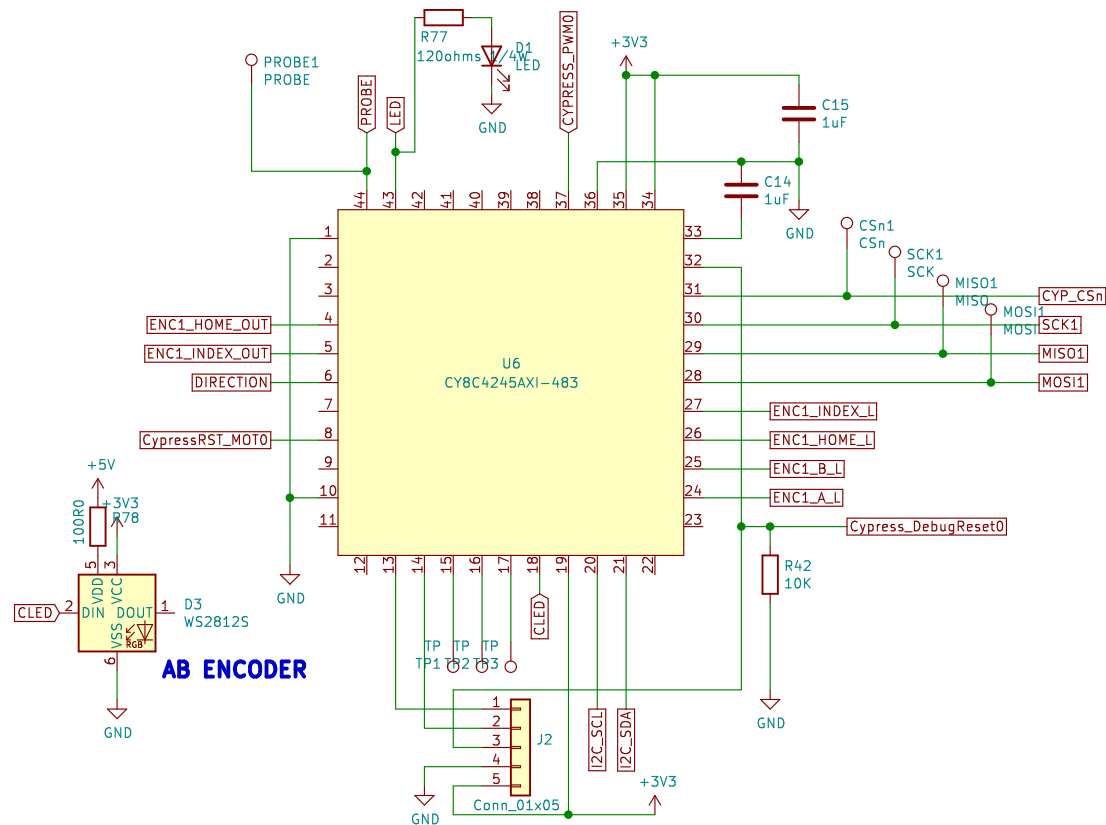 R77
120ohms 1/4W
D1
LED
GND
PROBE1
PROBE
PROBE
LED
CYPRESS_PWM0
+3V3
C15
1uF
C14
1uF
GND
44
43
42
41
40
39
38
37
36
35
34
CSn1
CSn
SCK1
SCK
MISO1
MISO
MOSI1
MOSI
CYP_CSn
SCK1
MISO1
MOSI1
1
2
3
4
5
6
7
8
9
10
11
33
32
31
30
29
28
27
26
25
24
23
ENC1_HOME_OUT
ENC1_INDEX_OUT
DIRECTION
CypressRST_MOT0
U6
CY8C4245AXI-483
ENC1_INDEX_L
ENC1_HOME_L
ENC1_B_L
ENC1_A_L
Cypress_DebugReset0
R42
10K
GND
12
13
14
15
16
17
18
19
20
21
22
GND
+5V
100R0
+3V3
R78
5
3
VDD
VCC
CLED
2
DIN
DOUT
1
VSS
RGB
6
D3
WS2812S
GND
AB ENCODER
TP
TP1
TP
TP2
TP
TP3
CLED
I2C_SCL
I2C_SDA
1
2
3
4
5
J2
Conn_01x05
GND
+3V3